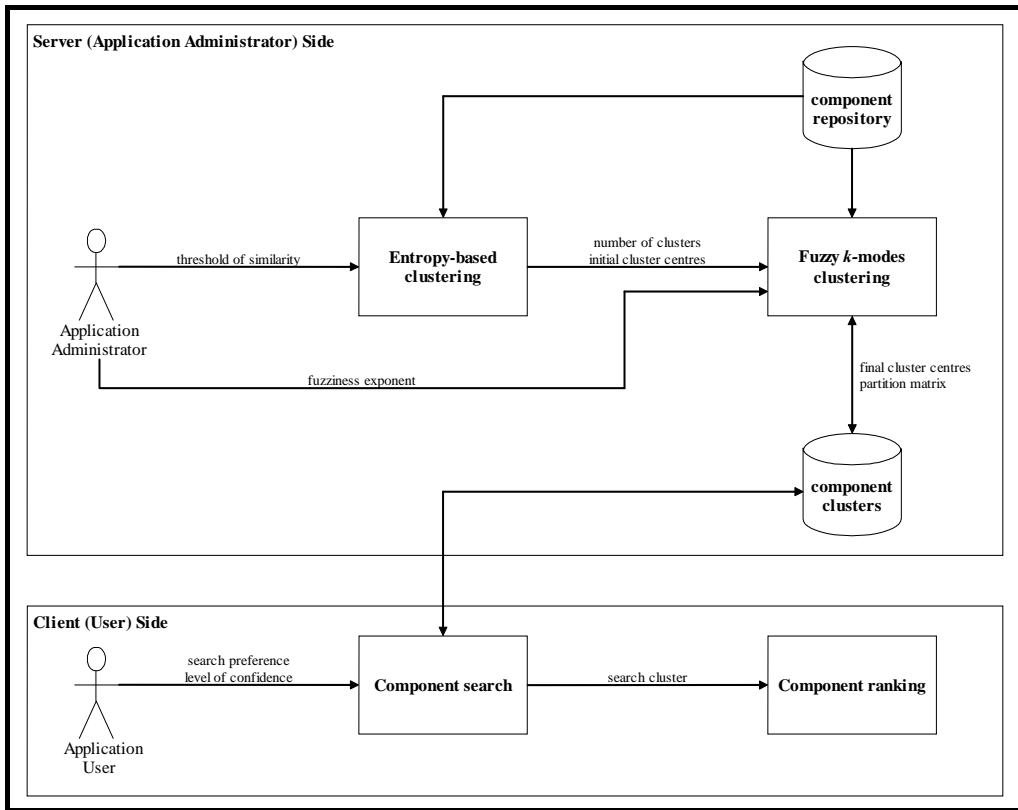 Server (Application Administrator) Side
component
repository
threshold of similarity
Entropy-based
clustering
number of clusters
initial cluster centres
Fuzzy k-modes
clustering
Application
Administrator
fuzziness exponent
final cluster centres
partition matrix
component
clusters
Client (User) Side
search preference
level of confidence
Component search
search cluster
Component ranking
Application
User